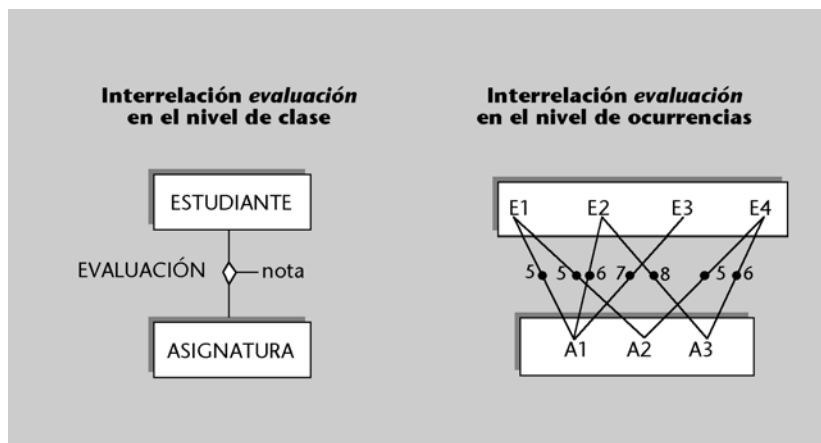 Interrelación evaluación
en el nivel de clase
ESTUDIANTE
EVALUACIÓN nota
ASIGNATURA
Interrelación evaluación
en el nivel de ocurrencias
E1 E2 E3 E4
5 5 6 7 8 5 6
A1 A2 A3